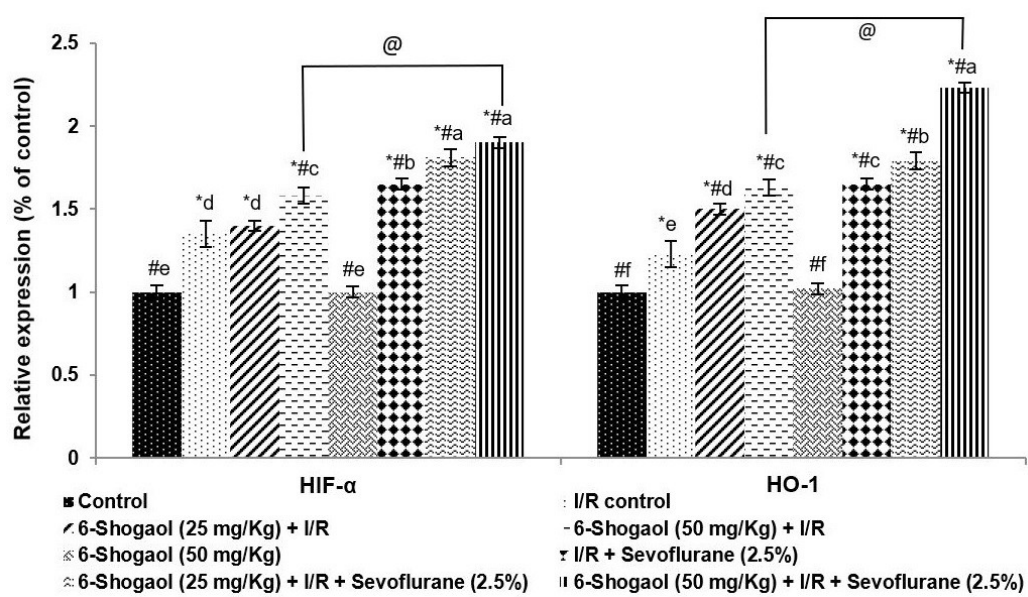 Relative expression (% of control)
2.5
2
1.5
1
0.5
0
@
@
#e
*d
*d
*#c
#e
*#b
*#a
*#a
#f
*e
*#d
*#c
#f
*#c
*#b
*#a
HIF-α
HO-1
Control
I/R control
6-Shogaol (25 mg/Kg) + I/R
6-Shogaol (50 mg/Kg) + I/R
6-Shogaol (50 mg/Kg)
I/R + Sevoflurane (2.5%)
6-Shogaol (25 mg/Kg) + I/R + Sevoflurane (2.5%)
6-Shogaol (50 mg/Kg) + I/R + Sevoflurane (2.5%)